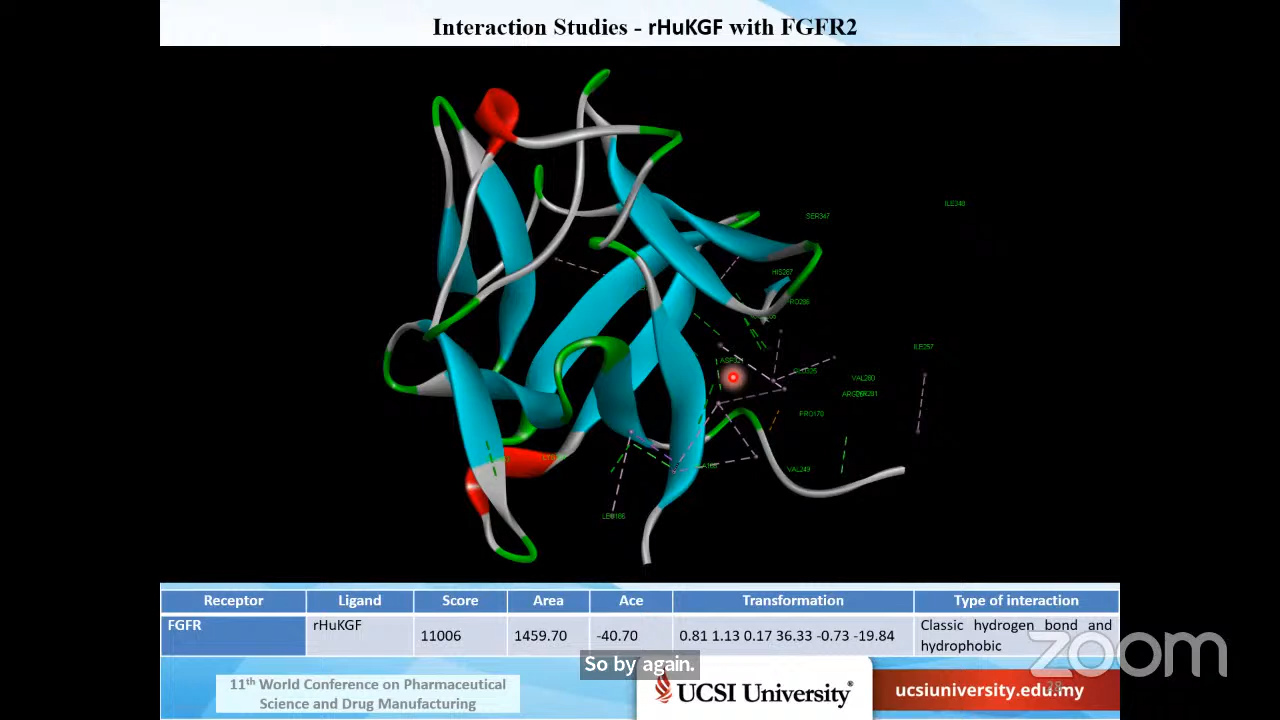 Interaction Studies - rHuKGF with FGFR2
ILE348
SER347
HIS287
PRO286
ILE257
VAL280
PRO170
VAL249
LEU166
Receptor Ligand Score Area Ace Transformation Type of interaction
FGFR rHuKGF 11006 1459.70 -40.70 0.81 1.13 0.17 36.33 -0.73 -19.84 Classic hydrogen bond and
hydrophobic
zoom
So by again.
11th World Conference on Pharmaceutical
Science and Drug Manufacturing
UCSI University®
ucsiuniversity.edu.my
28